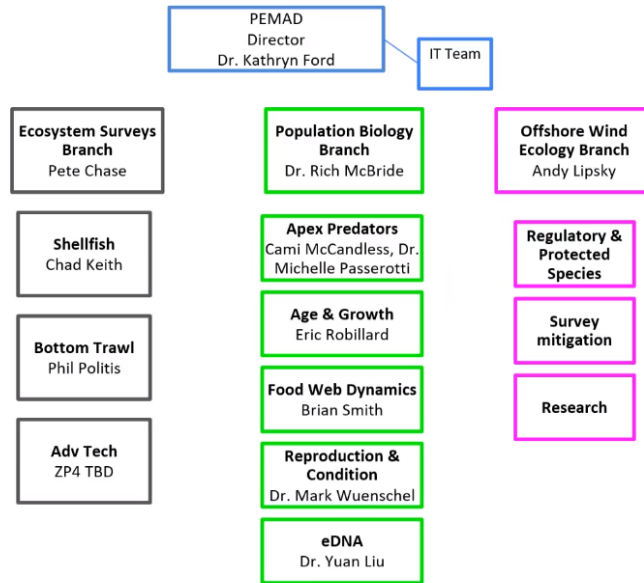 PEMAD
Director
Dr. Kathryn Ford
IT Team
Ecosystem Surveys
Branch
Pete Chase
Shellfish
Chad Keith
Bottom Trawl
Phil Politis
Adv Tech
ZP4 TBD
Population Biology
Branch
Dr. Rich McBride
Apex Predators
Cami McCandless, Dr.
Michelle Passerotti
Age & Growth
Eric Robillard
Food Web Dynamics
Brian Smith
Reproduction &
Condition
Dr. Mark Wuenschel
eDNA
Dr. Yuan Liu
Offshore Wind
Ecology Branch
Andy Lipsky
Regulatory &
Protected
Species
Survey
mitigation
Research